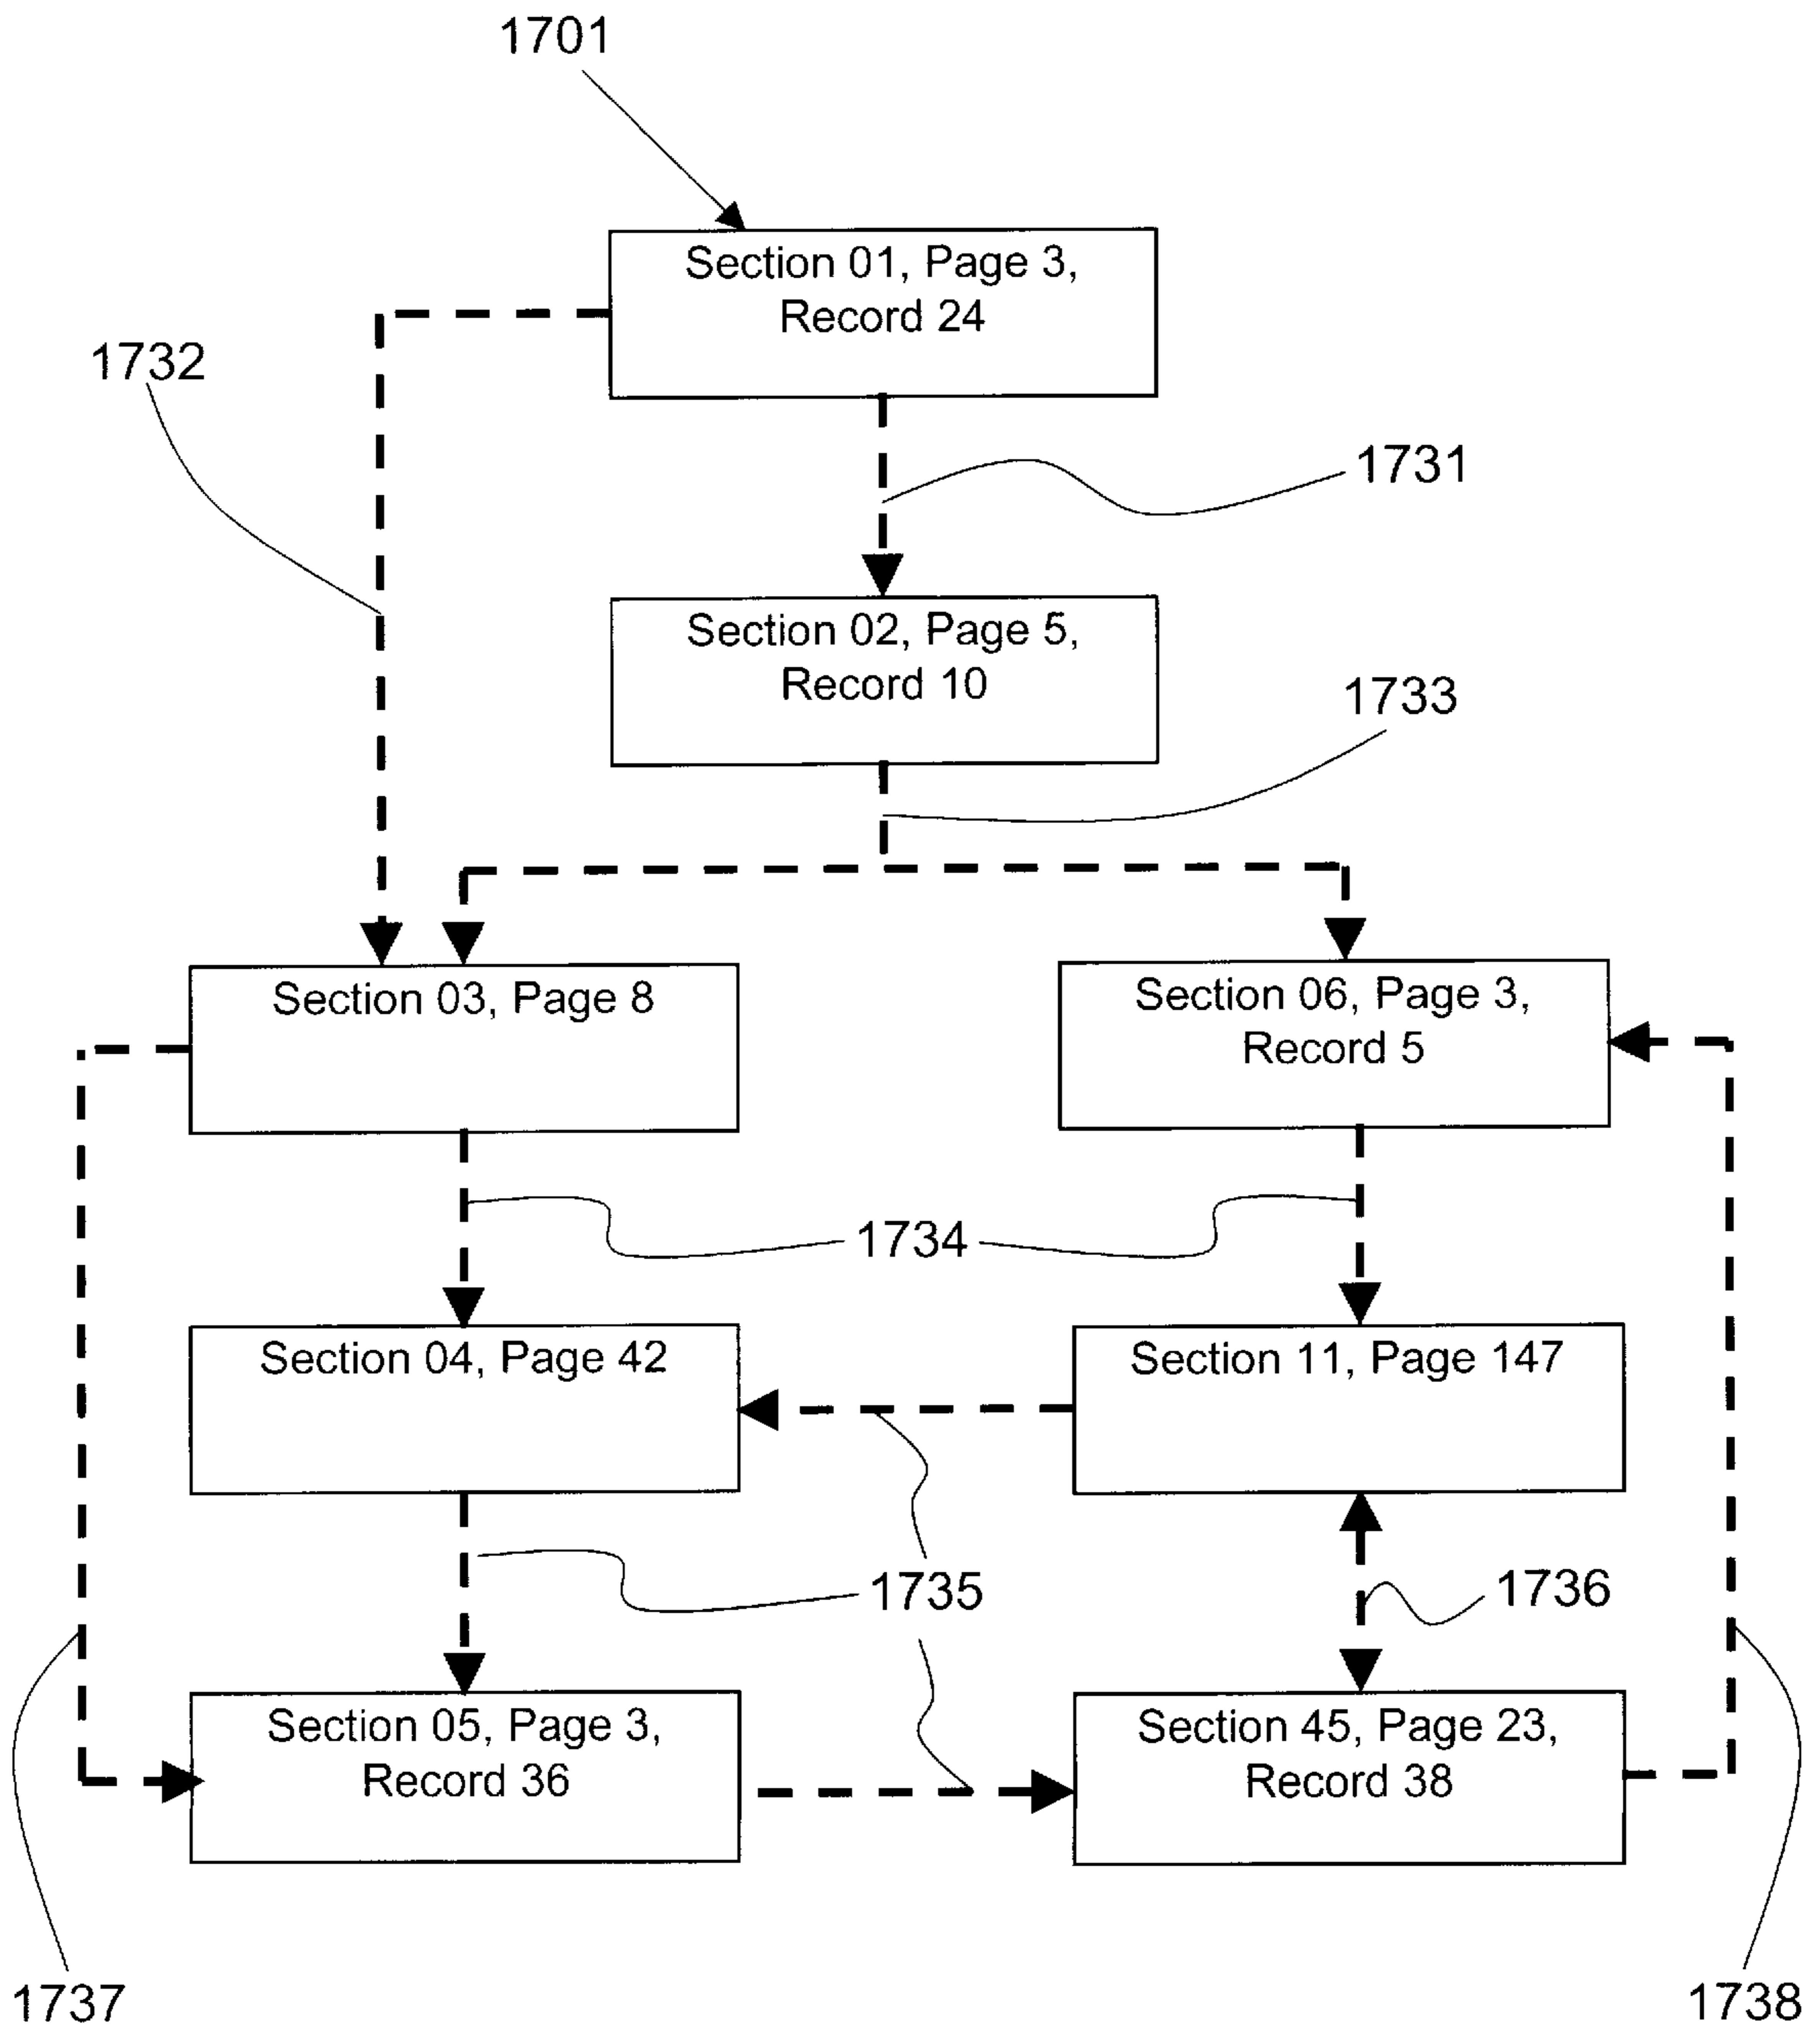 1701
Section 01, Page 3,
Record 24
1732
1731
Section 02, Page 5,
Record 10
1733
Section 03, Page 8
Section 06, Page 3,
Record 5
1734
Section 04, Page 42
Section 11, Page 147
1735
1736
Section 05, Page 3,
Record 36
Section 45, Page 23,
Record 38
1737
1738